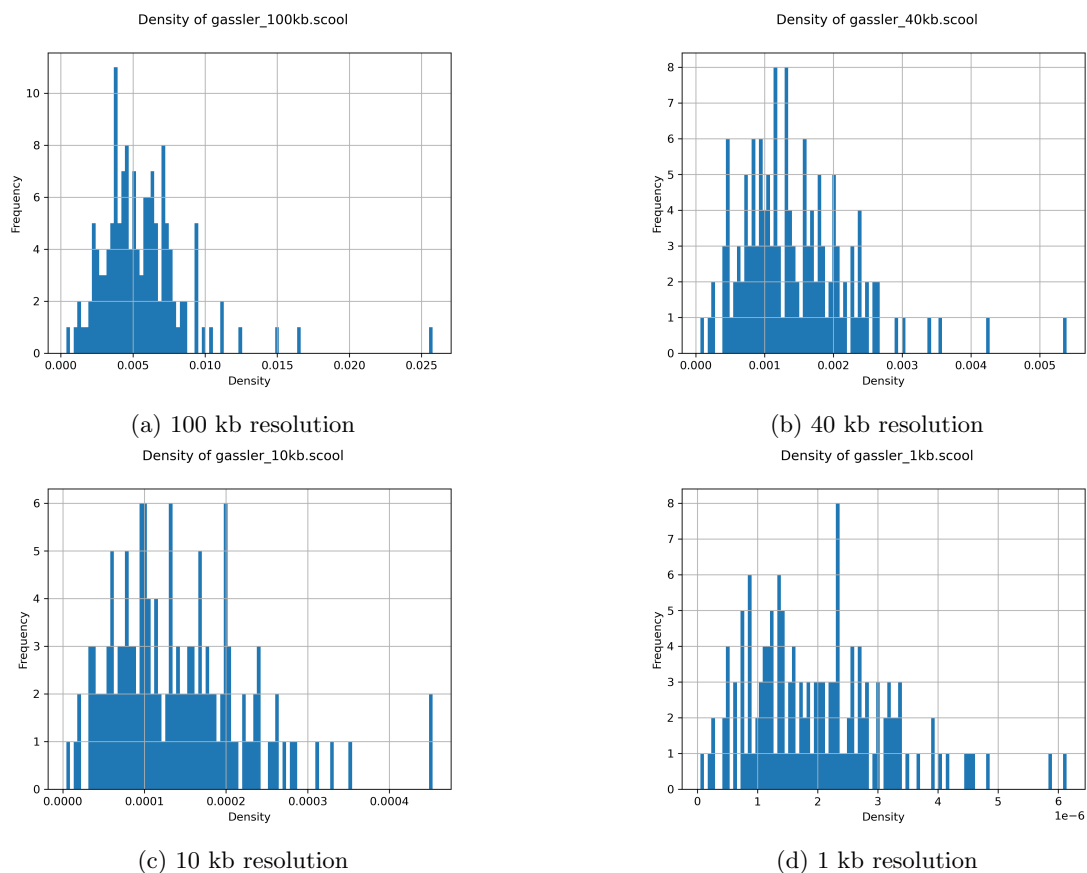 Density of gassler_100kb.scool
Frequency
10
8
6
4
2
0
0.000 0.005 0.010 0.015 0.020 0.025
Density
(a) 100 kb resolution
Density of gassler_40kb.scool
Frequency
8
7
6
5
4
3
2
1
0
0.000 0.001 0.002 0.003 0.004 0.005
Density
(b) 40 kb resolution
Density of gassler_10kb.scool
Frequency
6
5
4
3
2
1
0
0.0000 0.0001 0.0002 0.0003 0.0004
Density
(c) 10 kb resolution
Density of gassler_1kb.scool
Frequency
8
7
6
5
4
3
2
1
0
0 1 2 3 4 5 6
1e−6
Density
(d) 1 kb resolution